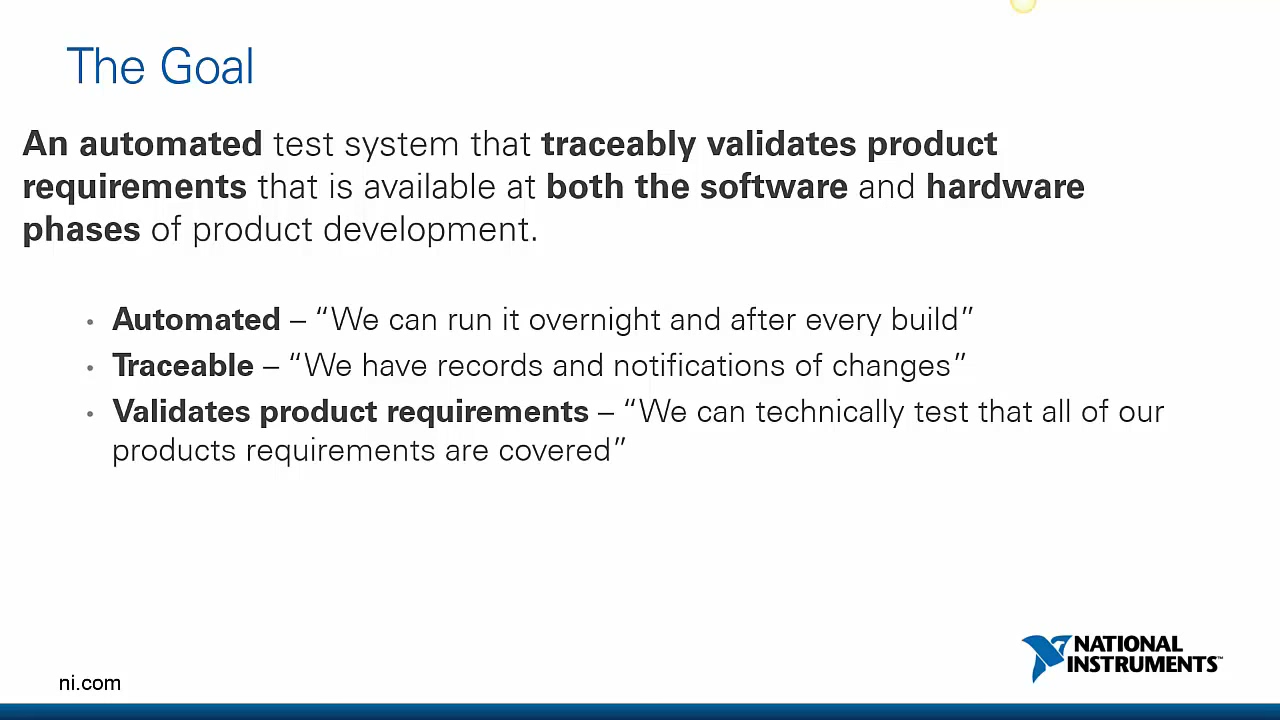 The Goal
An automated test system that traceably validates product
requirements that is available at both the software and hardware
phases of product development.
• Automated – “We can run it overnight and after every build”
• Traceable – “We have records and notifications of changes”
• Validates product requirements – “We can technically test that all of our
products requirements are covered”
NATIONAL
INSTRUMENTS™
ni.com